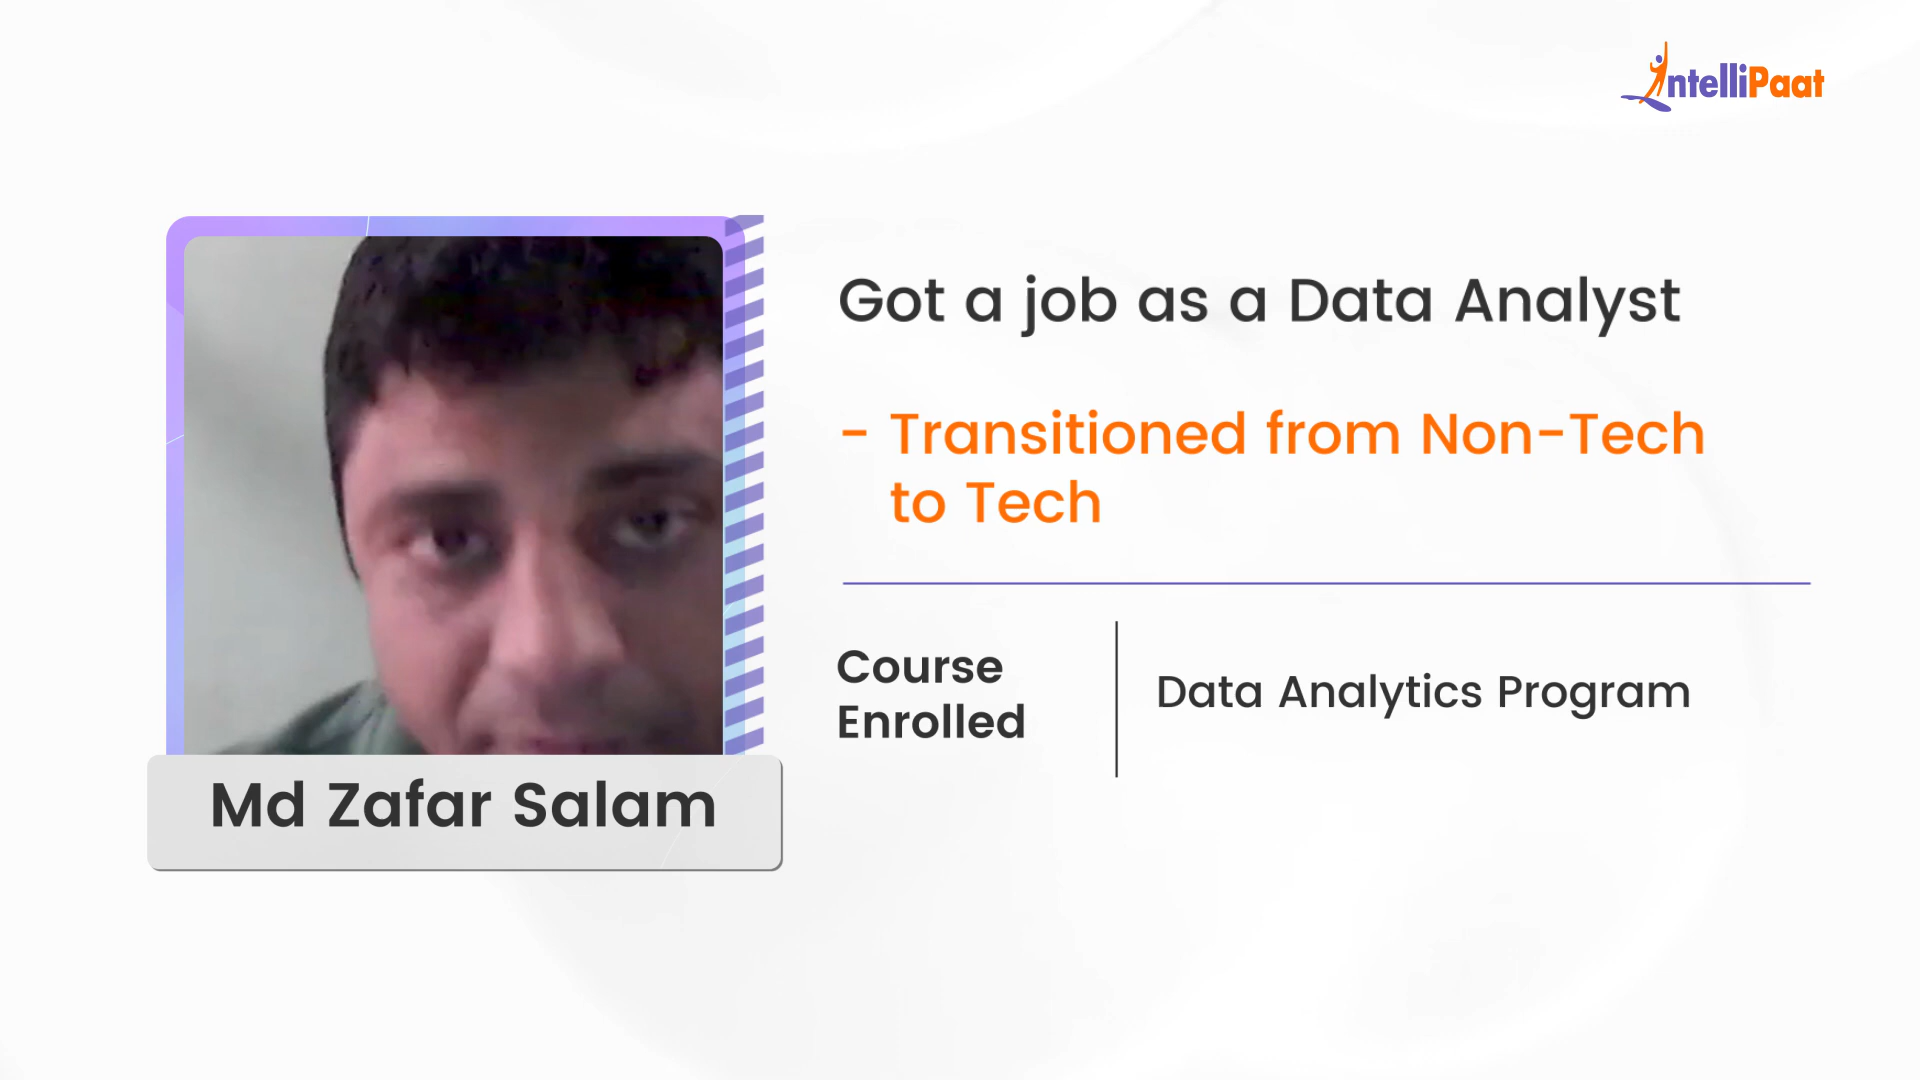 IntelliPaat
Got a job as a Data Analyst
- Transitioned from Non-Tech
to Tech
Course
Enrolled
Data Analytics Program
Md Zafar Salam